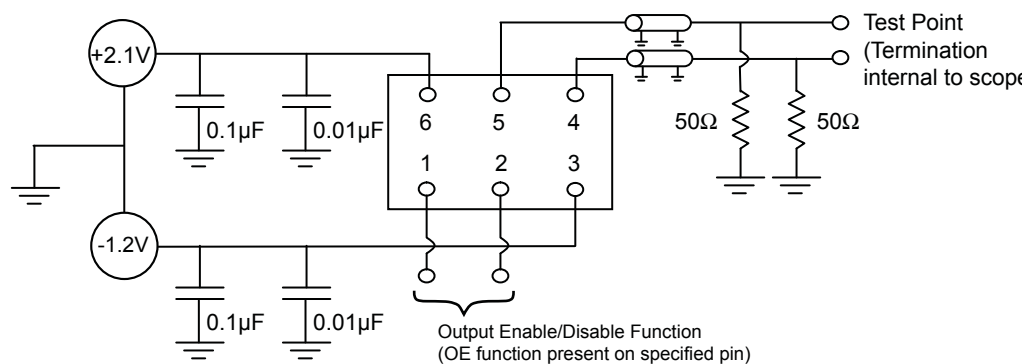 +2.1V
Test Point
(Termination
internal to scope
0.1µF
0.01µF
6
5
4
50Ω
50Ω
1
2
3
-1.2V
0.1µF
0.01µF
Output Enable/Disable Function
(OE function present on specified pin)